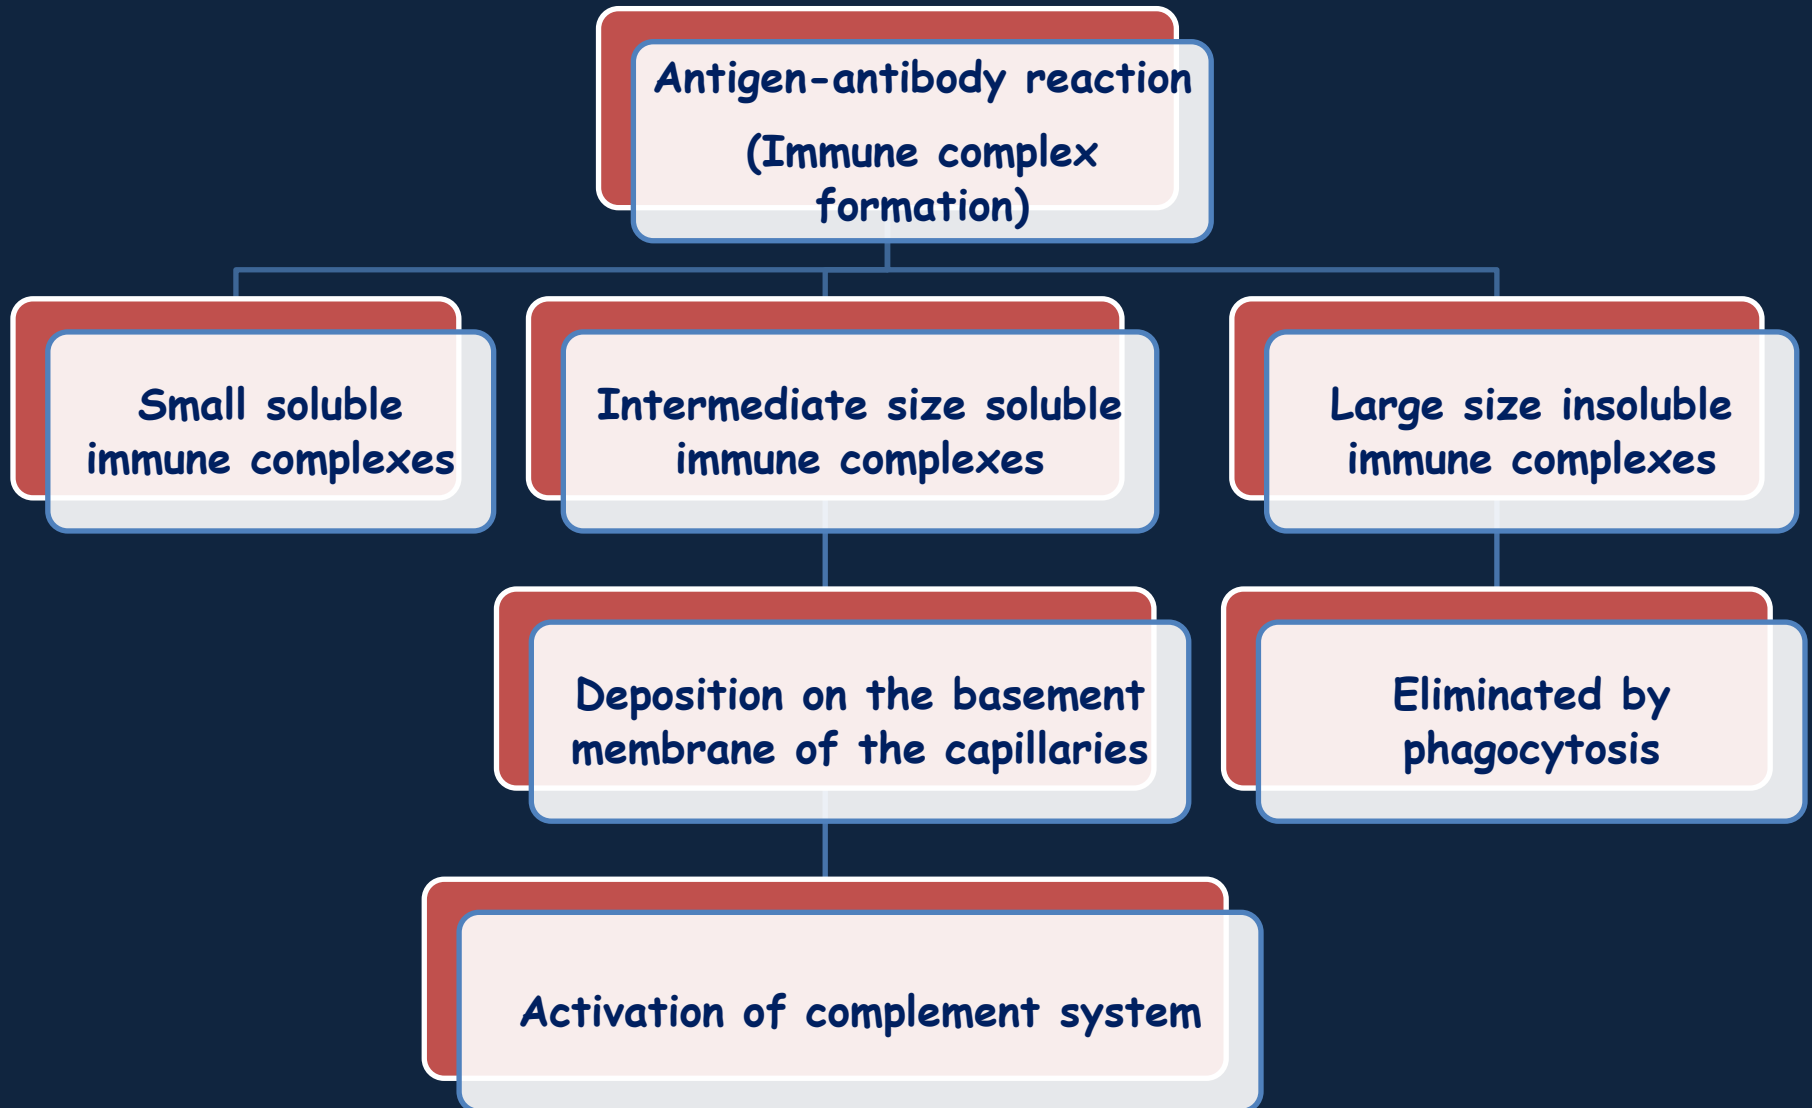 Antigen-antibody reaction
(Immune complex
formation)
Small soluble
immune complexes
Intermediate size soluble
immune complexes
Large size insoluble
immune complexes
Deposition on the basement
membrane of the capillaries
Eliminated by
phagocytosis
Activation of complement system